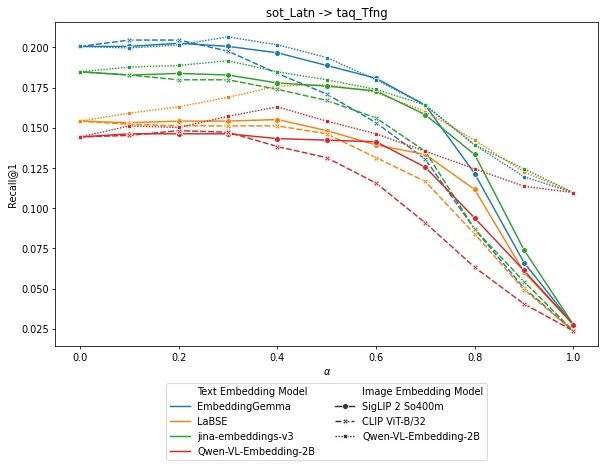 sot_Latn -> taq_Tfng
Recall@1
0.200
0.175
0.150
0.125
0.100
0.075
0.050
0.025
0.0 0.2 0.4 0.6 0.8 1.0
α
Text Embedding Model
EmbeddingGemma
LaBSE
jina-embeddings-v3
Qwen-VL-Embedding-2B
Image Embedding Model
SigLIP 2 So400m
CLIP ViT-B/32
Qwen-VL-Embedding-2B